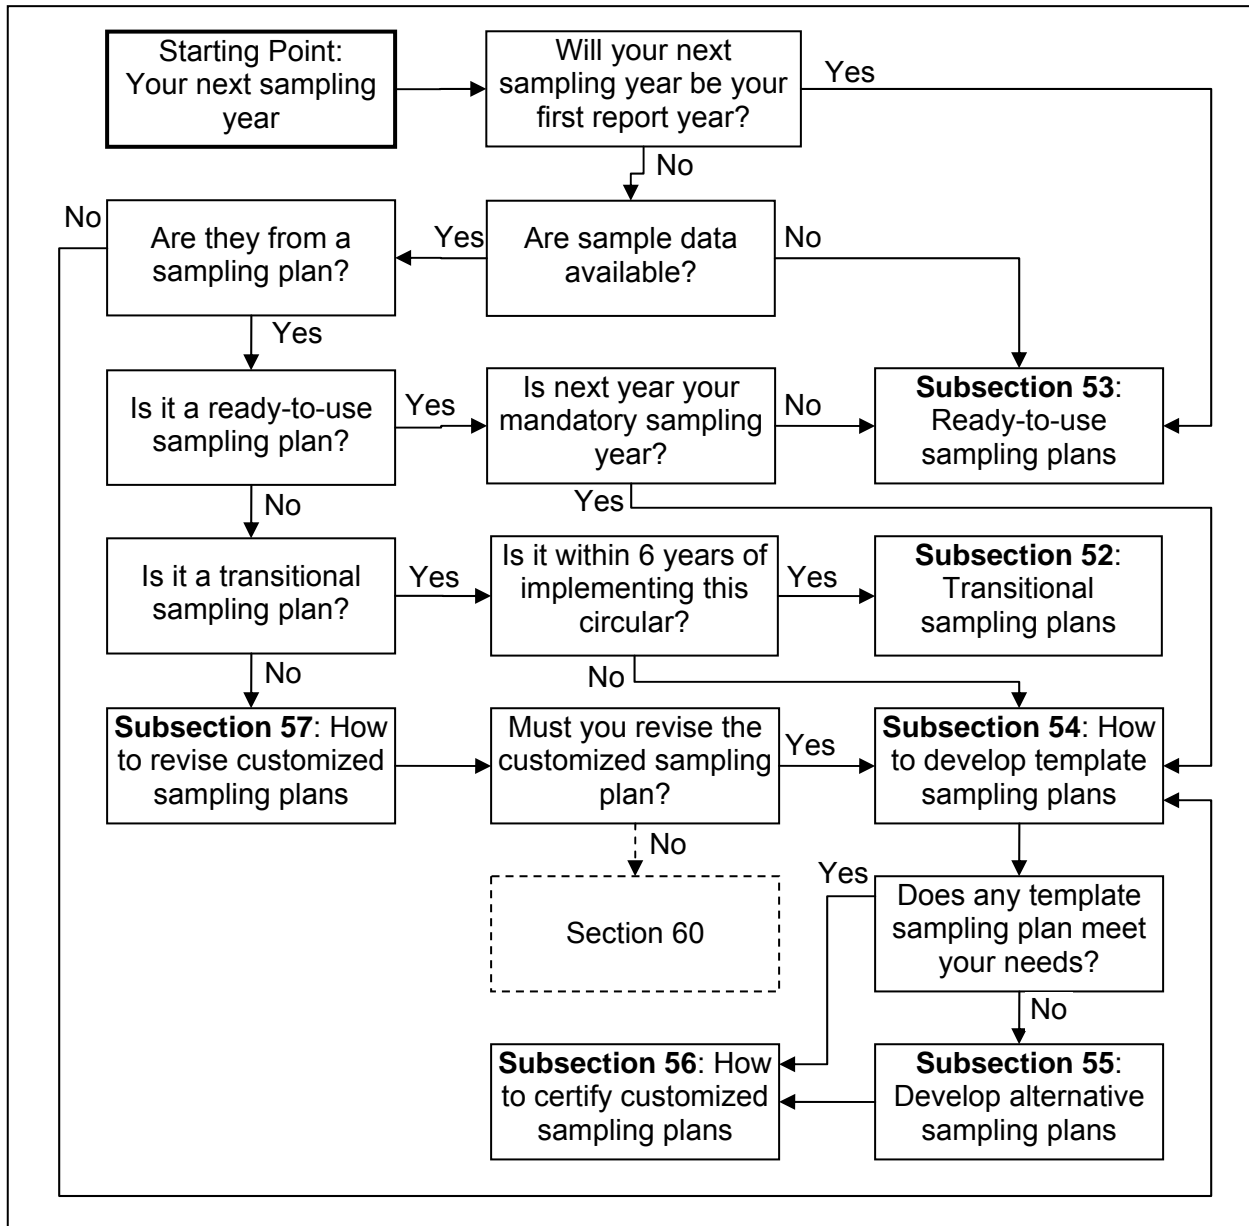 Starting Point:
Your next sampling
year
Will your next
sampling year be your
first report year?
Yes
No
No
Are they from a
sampling plan?
Yes
Are sample data
available?
No
Yes
Is it a ready-to-use
sampling plan?
Yes
Is next year your
mandatory sampling
year?
No
Subsection 53:
Ready-to-use
sampling plans
No
Yes
Is it a transitional
sampling plan?
Yes
Is it within 6 years of
implementing this
circular?
Yes
Subsection 52:
Transitional
sampling plans
No
No
Subsection 57: How
to revise customized
sampling plans
Must you revise the
customized sampling
plan?
Yes
Subsection 54: How
to develop template
sampling plans
No
Yes
Section 60
Does any template
sampling plan meet
your needs?
No
Subsection 56: How
to certify customized
sampling plans
Subsection 55:
Develop alternative
sampling plans